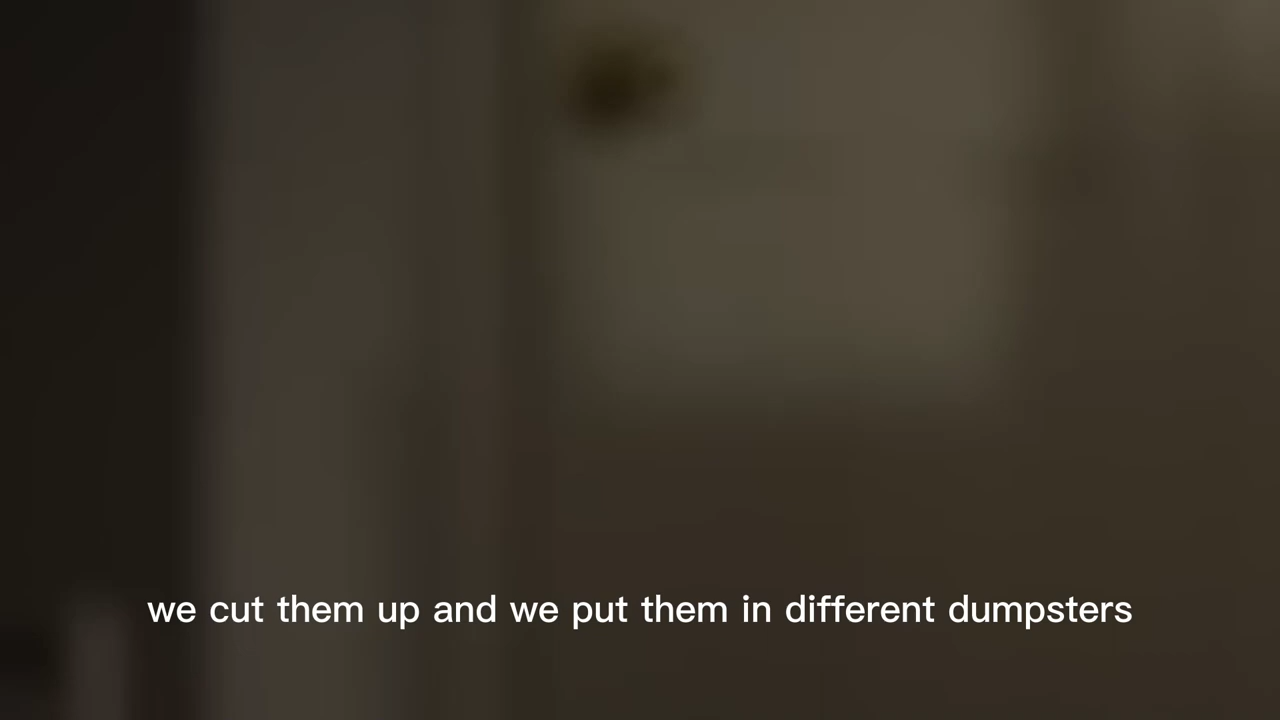 we cut them up and we put them in different dumpsters